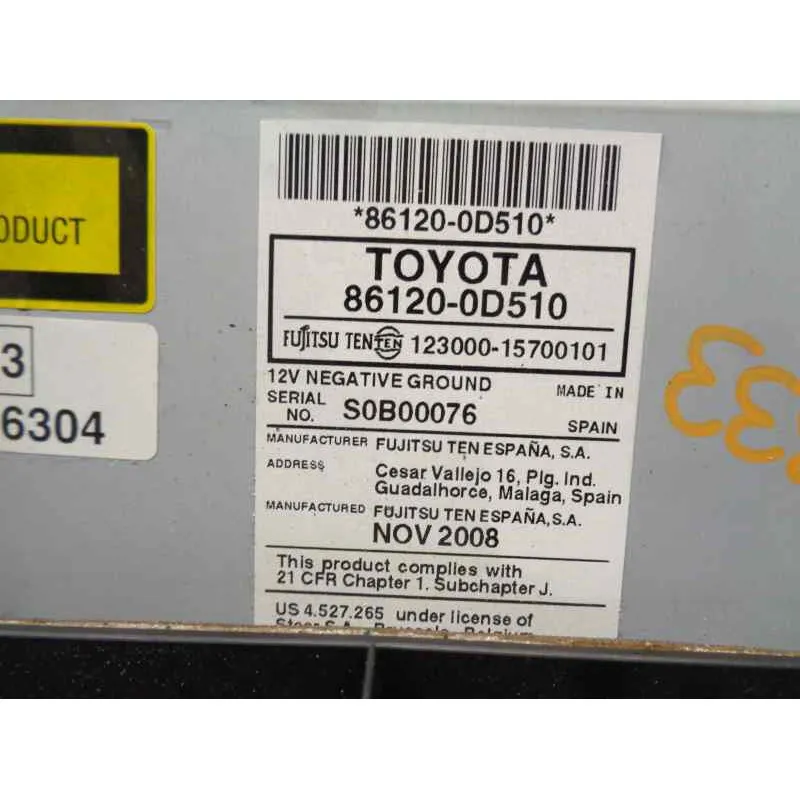 ODUCT
3
6304
*86120-0D510*
TOYOTA
86120-0D510
FUJITSU TEN TEN 123000-15700101
12V NEGATIVE GROUND
MADE IN
SERIAL
NO. S0B00076
SPAIN
MANUFACTURER FUJITSU TEN ESPAÑA, S.A.
ADDRESS Cesar Vallejo 16, Plg. Ind.
Guadalhorce, Malaga, Spain
MANUFACTURED FUJITSU TEN ESPAÑA, S.A.
NOV 2008
This product complies with
21 CFR Chapter 1. Subchapter J.
US 4.527.265 under license of
33